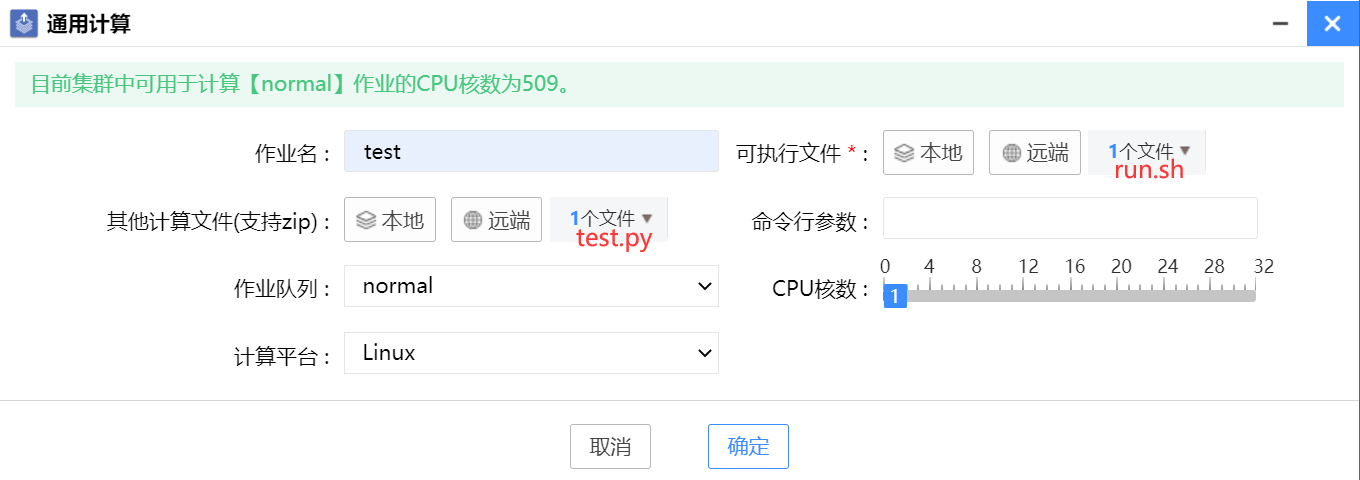 通用计算
目前集群中可用于计算【normal】作业的CPU核数为509。
作业名： test
可执行文件 *： 本地 远端 1个文件
run.sh
其他计算文件(支持zip)： 本地 远端 1个文件
test.py
命令行参数：
作业队列： normal
CPU核数： 0 4 8 12 16 20 24 28 32
1
计算平台： Linux
取消 确定